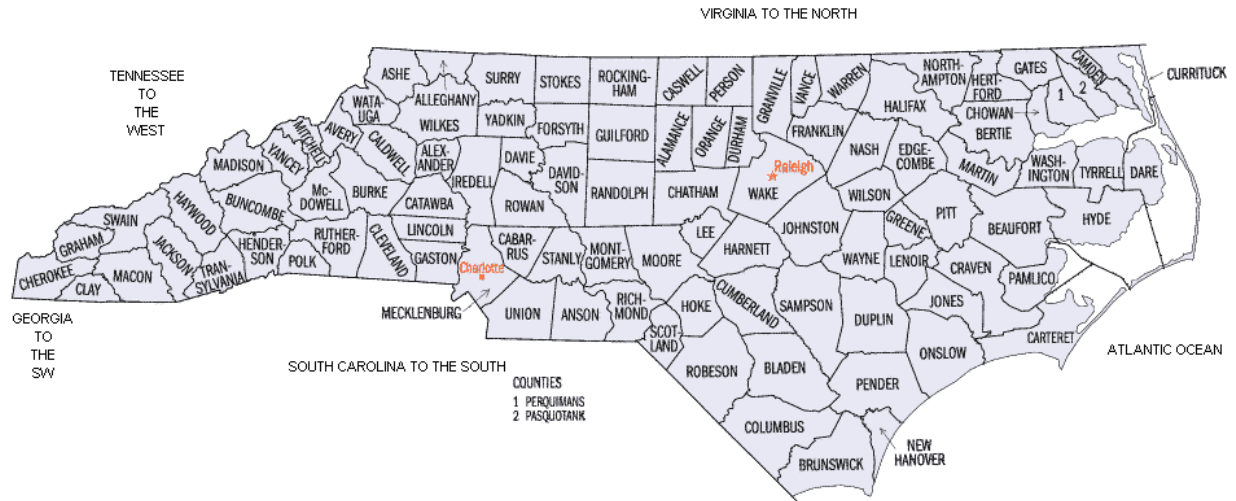 VIRGINIA TO THE NORTH
TENNESSEE
TO
THE
WEST
ASHE
ALLEGHANY
SURRY
STOKES
ROCKING-
HAM
CASWELL
PERSON
GRANVILLE
VANCE
WARREN
NORTH-
AMPTON
HERT-
FORD
GATES
CAMDEN
CURRITUCK
WATA-
UGA
WILKES
YADKIN
FORSYTH
GUILFORD
ALAMANCE
ORANGE
DURHAM
FRANKLIN
HALIFAX
CHOWAN
BERTIE
1
2
MITCHELL
AVERY
CALDWELL
ALEX-
ANDER
DAVIE
IREDELL
DAVID-
SON
RANDOLPH
CHATHAM
WAKE
Raleigh
NASH
EDGE-
COMBE
MARTIN
WASH-
INGTON
TYRRELL
DARE
MADISON
YANCEY
Mc-
DOWELL
BURKE
CATAWBA
ROWAN
WILSON
PITT
BEAUFORT
HYDE
SWAIN
HAYWOOD
BUNCOMBE
RUTHER-
FORD
CLEVELAND
LINCOLN
GASTON
CABAR-
RUS
STANLY
MONT-
GOMERY
MOORE
LEE
HARNETT
JOHNSTON
GREENE
WAYNE
LENOIR
CRAVEN
PAMLICO
GRAHAM
CHEROKEE
CLAY
MACON
JACKSON
TRAN-
SYLVANIA
HENDER-
SON
POLK
Charlotte
MECKLENBURG
UNION
ANSON
RICH-
MOND
SCOT-
LAND
HOKE
CUMBERLAND
SAMPSON
DUPLIN
JONES
ONSLOW
CARTERET
GEORGIA
TO
THE
SW
SOUTH CAROLINA TO THE SOUTH
ROBESON
BLADEN
PENDER
ATLANTIC OCEAN
COUNTIES
1 PERQUIMANS
2 PASQUOTANK
COLUMBUS
BRUNSWICK
NEW
HANOVER